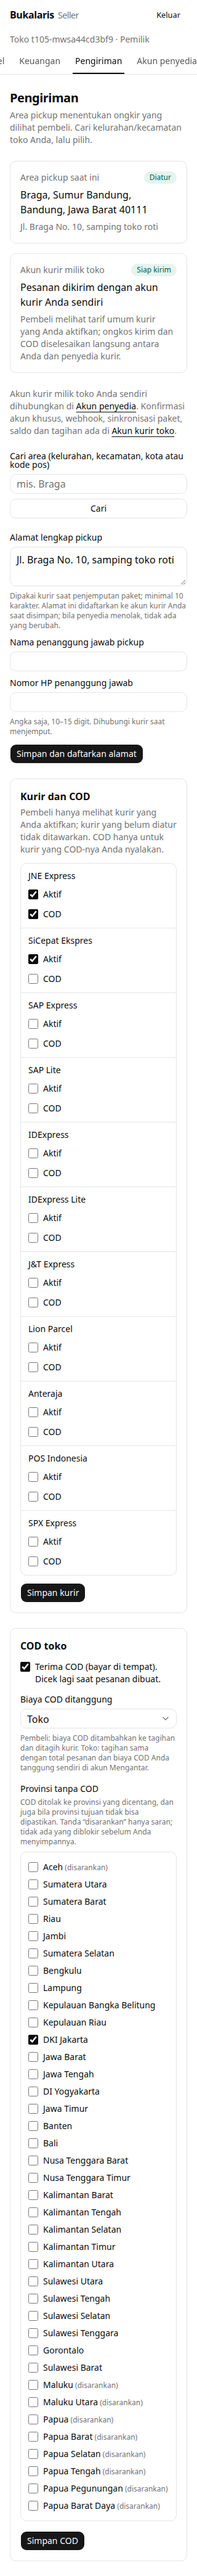 Bukalaris Seller
Keluar
Toko t105-mwsa44cd3bf9 · Pemilik
el Keuangan Pengiriman Akun penyedia
Pengiriman
Area pickup menentukan ongkir yang
dilihat pembeli. Cari kelurahan/kecamatan
toko Anda, lalu pilih.
Area pickup saat ini
Diatur
Braga, Sumur Bandung,
Bandung, Jawa Barat 40111
Jl. Braga No. 10, samping toko roti
Akun kurir milik toko
Siap kirim
Pesanan dikirim dengan akun
kurir Anda sendiri
Pembeli melihat tarif umum kurir
yang Anda aktifkan; ongkos kirim dan
COD diselesaikan langsung antara
Anda dan penyedia kurir.
Akun kurir milik toko Anda sendiri
dihubungkan di Akun penyedia. Konfirmasi
akun khusus, webhook, sinkronisasi paket,
saldo dan tagihan ada di Akun kurir toko.
Cari area (kelurahan, kecamatan, kota atau
kode pos)
mis. Braga
Cari
Alamat lengkap pickup
Jl. Braga No. 10, samping toko roti
Dipakai kurir saat penjemputan paket; minimal 10
karakter. Alamat ini didaftarkan ke akun kurir Anda
saat disimpan; bila penyedia menolak, tidak ada
yang berubah.
Nama penanggung jawab pickup
Nomor HP penanggung jawab
Angka saja, 10–15 digit. Dihubungi kurir saat
menjemput.
Simpan dan daftarkan alamat
Kurir dan COD
Pembeli hanya melihat kurir yang
Anda aktifkan; kurir yang belum diatur
tidak ditawarkan. COD hanya untuk
kurir yang COD-nya Anda nyalakan.
JNE Express
Aktif
COD
SiCepat Ekspres
Aktif
COD
SAP Express
Aktif
COD
SAP Lite
Aktif
COD
IDExpress
Aktif
COD
IDExpress Lite
Aktif
COD
J&T Express
Aktif
COD
Lion Parcel
Aktif
COD
Anteraja
Aktif
COD
POS Indonesia
Aktif
COD
SPX Express
Aktif
COD
Simpan kurir
COD toko
Terima COD (bayar di tempat).
Dicek lagi saat pesanan dibuat.
Biaya COD ditanggung
Toko
Pembeli: biaya COD ditambahkan ke tagihan
dan ditagih kurir. Toko: tagihan sama
dengan total pesanan dan biaya COD Anda
tanggung sendiri di akun Mengantar.
Provinsi tanpa COD
COD ditolak ke provinsi yang dicentang, dan
juga bila provinsi tujuan tidak bisa
dipastikan. Tanda “disarankan” hanya saran;
tidak ada yang diblokir sebelum Anda
menyimpannya.
Aceh (disarankan)
Sumatera Utara
Sumatera Barat
Riau
Jambi
Sumatera Selatan
Bengkulu
Lampung
Kepulauan Bangka Belitung
Kepulauan Riau
DKI Jakarta
Jawa Barat
Jawa Tengah
DI Yogyakarta
Jawa Timur
Banten
Bali
Nusa Tenggara Barat
Nusa Tenggara Timur
Kalimantan Barat
Kalimantan Tengah
Kalimantan Selatan
Kalimantan Timur
Kalimantan Utara
Sulawesi Utara
Sulawesi Tengah
Sulawesi Selatan
Sulawesi Tenggara
Gorontalo
Sulawesi Barat
Maluku (disarankan)
Maluku Utara (disarankan)
Papua (disarankan)
Papua Barat (disarankan)
Papua Selatan (disarankan)
Papua Tengah (disarankan)
Papua Pegunungan (disarankan)
Papua Barat Daya (disarankan)
Simpan COD